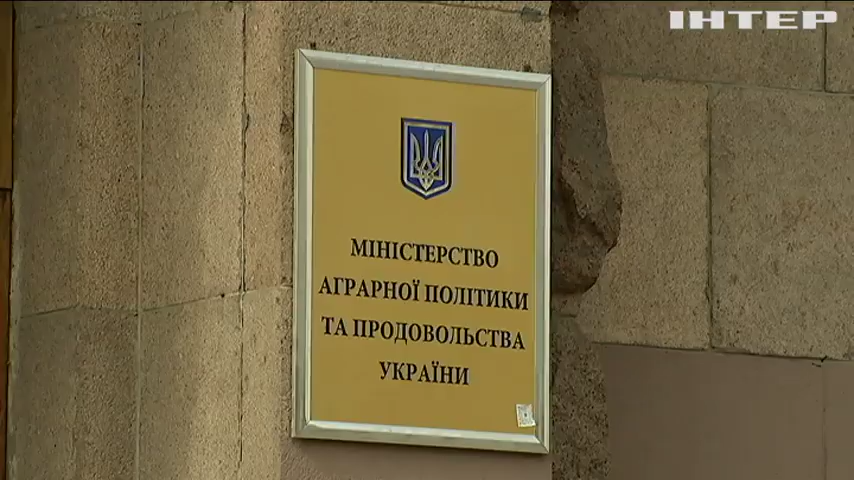 ІНТЕР
МІНІСТЕРСТВО
АГРАРНОЇ ПОЛІТИКИ
ТА ПРОДОВОЛЬСТВА
УКРАЇНИ